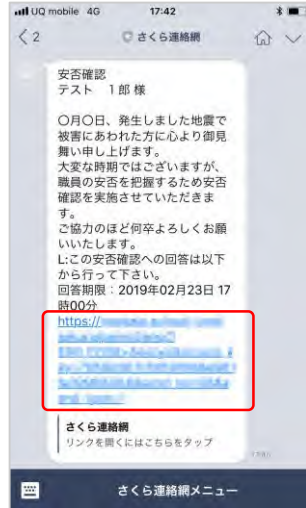 UQ mobile 4G 17:42
2 さくら連絡網
安否確認
テスト 1郎 様
〇月〇日、発生しました地震で
被害にあわれた方に心より御見
舞い申し上げます。
大変な時期ではございますが、
職員の安否を把握するため安否
確認を実施させていただきま
す。
ご協力のほど何卒よろしくお願
いいたします。
L:この安否確認への回答は以下
から行って下さい。
回答期限：2019年02月23日 17
時00分
https://
さくら連絡網
リンクを開くにはこちらをタップ
さくら連絡網メニュー